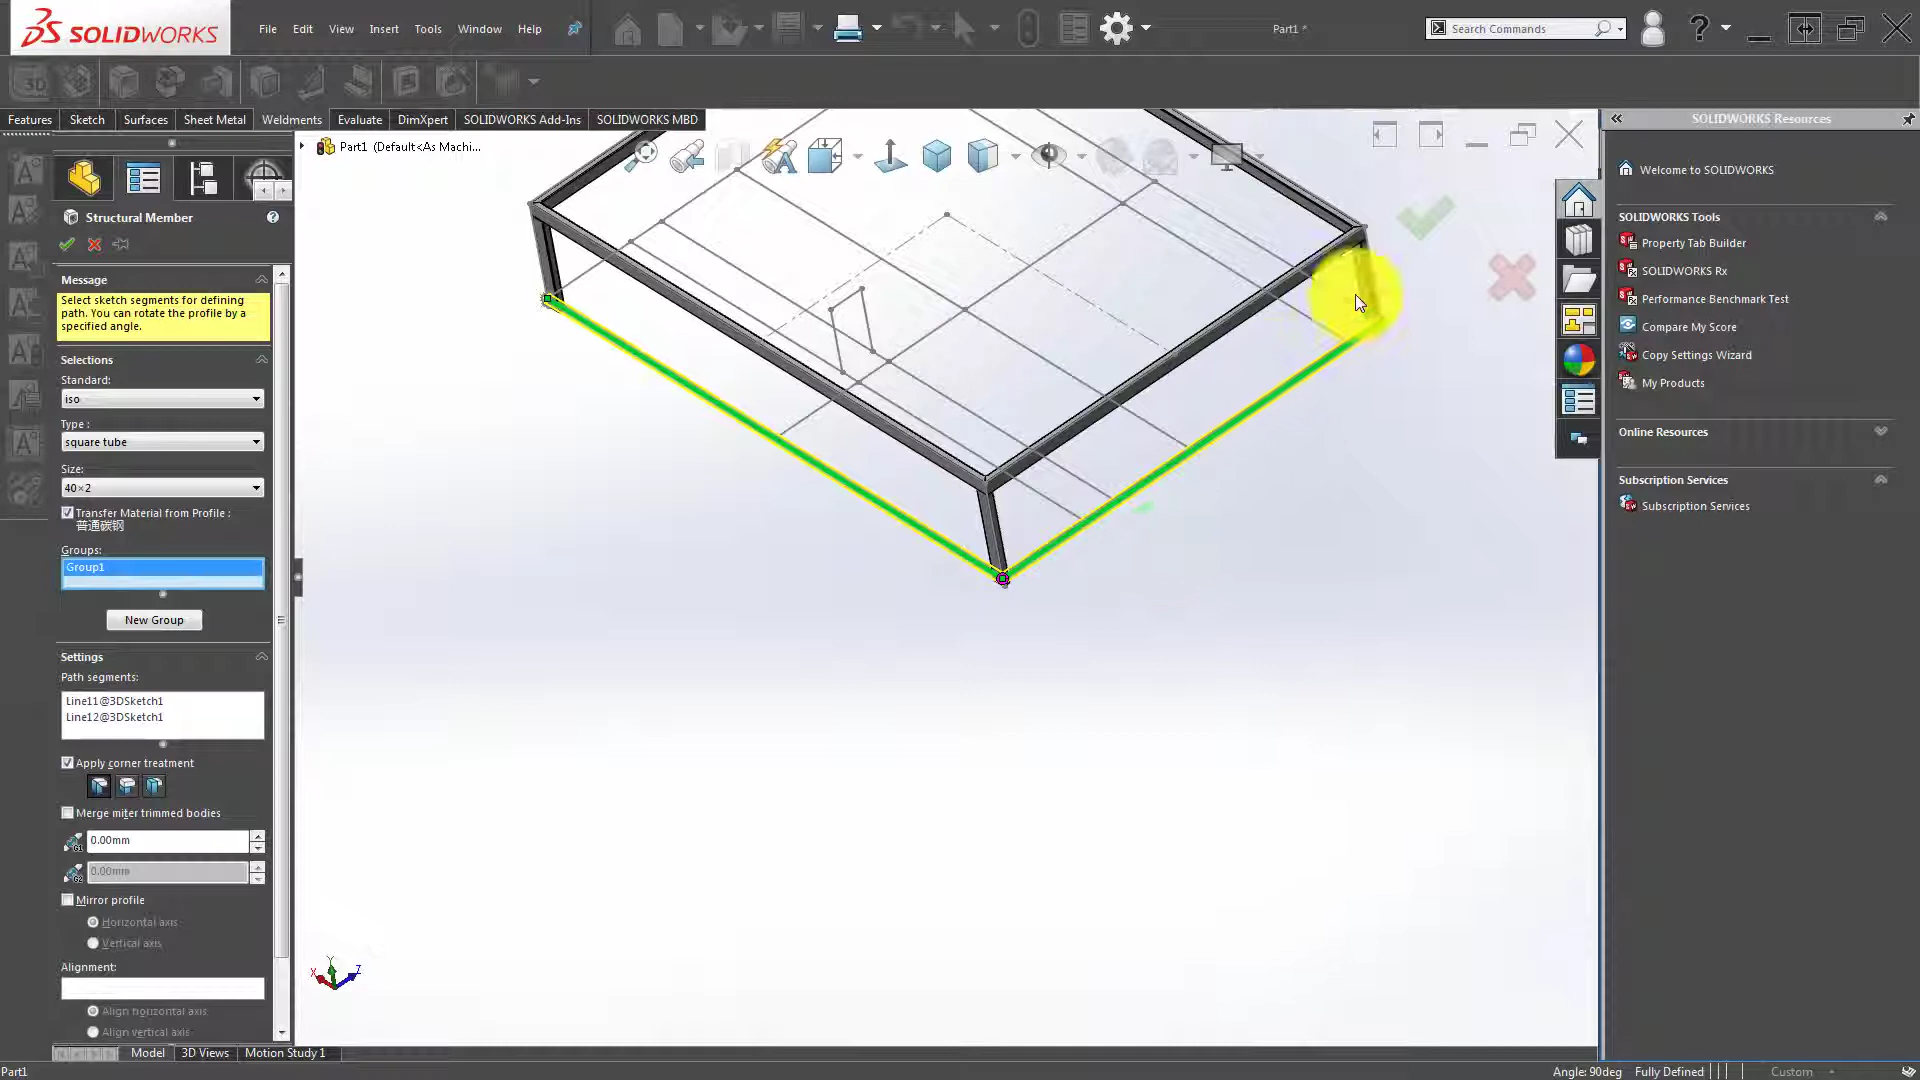 SOLIDWORKS
File Edit View Insert Tools Window Help
Part1 *
Search Commands
3D
Features Sketch Surfaces Sheet Metal Weldments Evaluate DimXpert SOLIDWORKS Add-Ins SOLIDWORKS MBD
SOLIDWORKS Resources
Part1 (Default<As Machi...
Structural Member
Message
Select sketch segments for defining
path. You can rotate the profile by a
specified angle.
Selections
Standard:
iso
Type :
square tube
Size:
40×2
Transfer Material from Profile :
普通碳钢
Groups:
Group1
New Group
Settings
Path segments:
Line11@3DSketch1
Line12@3DSketch1
Apply corner treatment
Merge miter trimmed bodies
G1
0.00mm
G2
0.00mm
Mirror profile
Horizontal axis
Vertical axis
Alignment:
Align horizontal axis
Align vertical axis
X Y Z
Welcome to SOLIDWORKS
SOLIDWORKS Tools
Property Tab Builder
SOLIDWORKS Rx
Performance Benchmark Test
Compare My Score
Copy Settings Wizard
My Products
Online Resources
Subscription Services
Subscription Services
Model 3D Views Motion Study 1
Part1
Angle: 90deg Fully Defined Custom